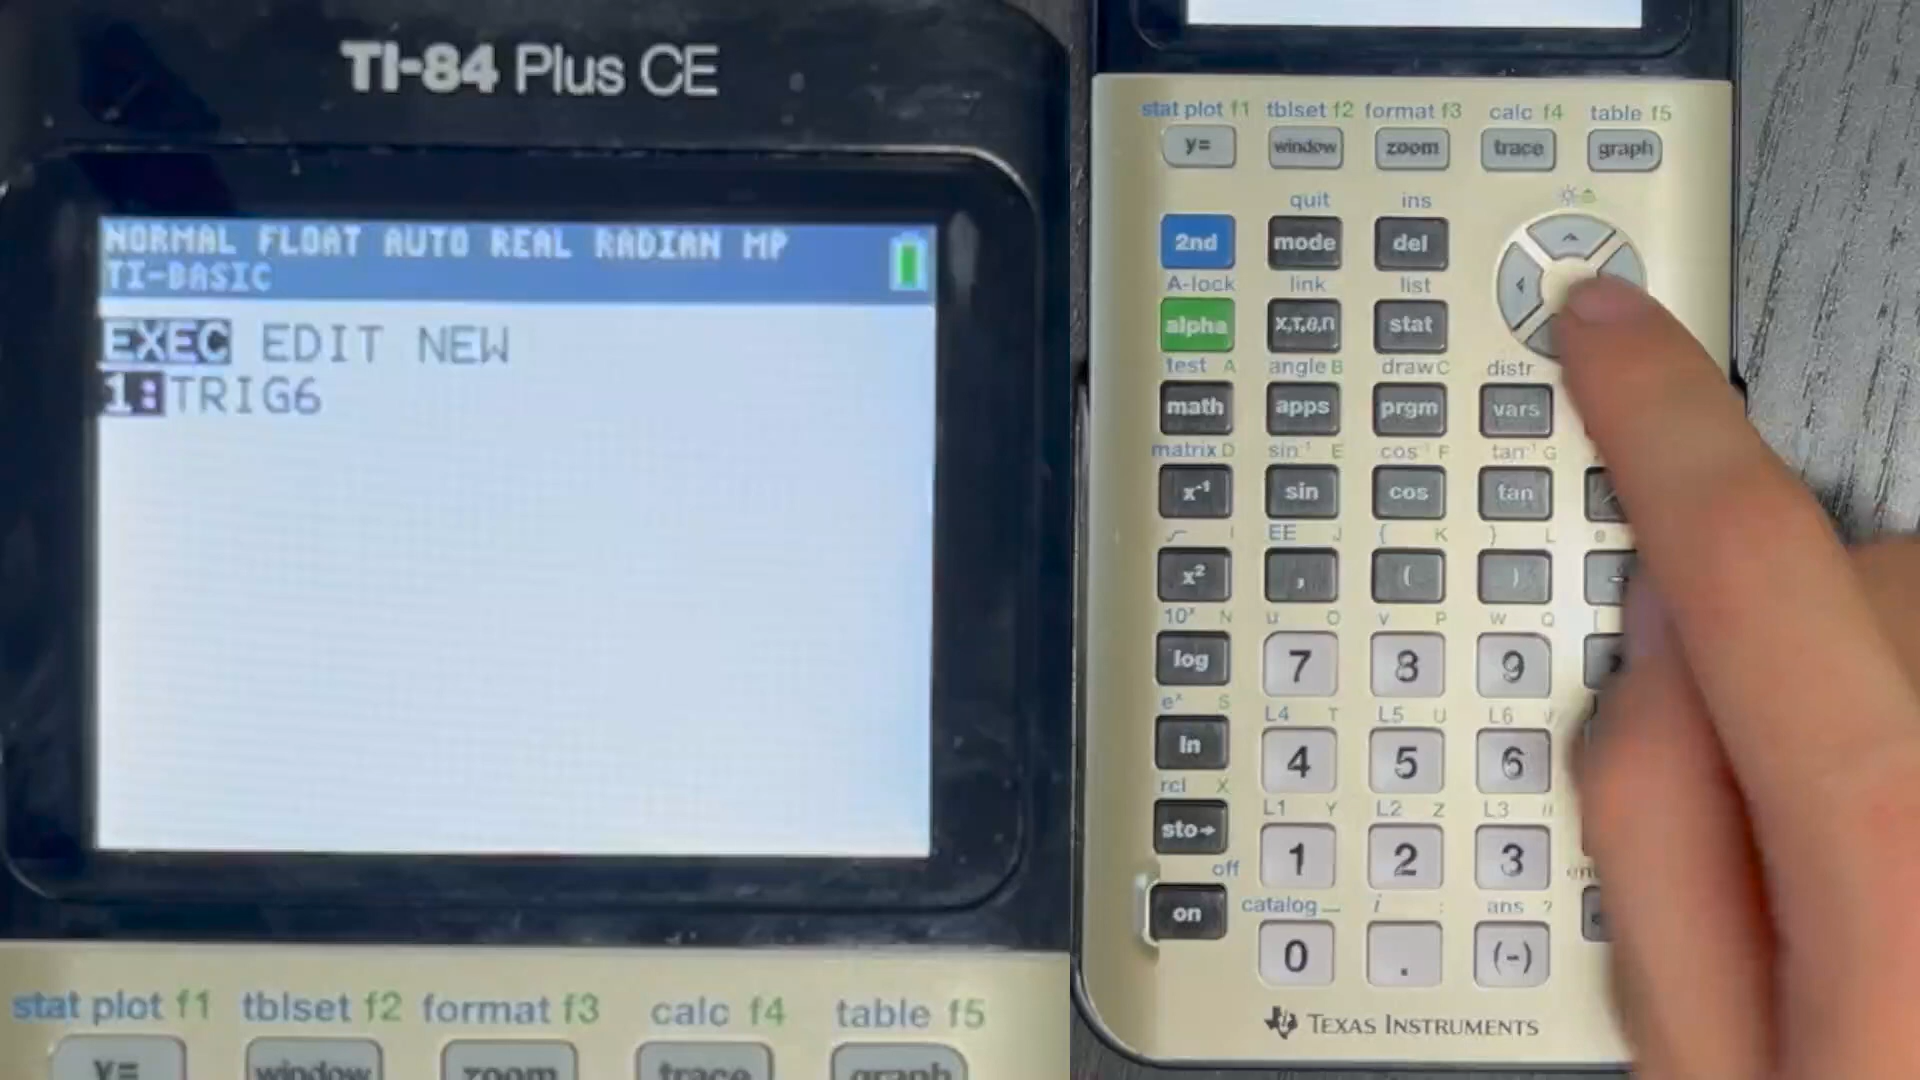 TI-84 Plus CE
NORMAL FLOAT AUTO REAL RADIAN MP
TI-BASIC
EXEC EDIT NEW
1:TRIG6
stat plot f1 tblset f2 format f3 calc f4 table f5
y= window zoom trace graph
stat plot f1 tblset f2 format f3 calc f4 table f5
y= window zoom trace graph
quit ins
2nd mode del
A-lock link list
alpha X,T,θ,n stat
test A angle B draw C distr
math apps prgm vars
matrix D sin⁻¹ E cos⁻¹ F tan⁻¹ G
x⁻¹ sin cos tan
√ I EE J { K } L
x² , ( )
10ˣ N u O v P w Q [
log 7 8 9
eˣ S L4 T L5 U L6 V
ln 4 5 6
rcl X L1 Y L2 Z L3 θ
sto→ 1 2 3
off
on catalog i : ans ?
0 . (-)
TEXAS INSTRUMENTS